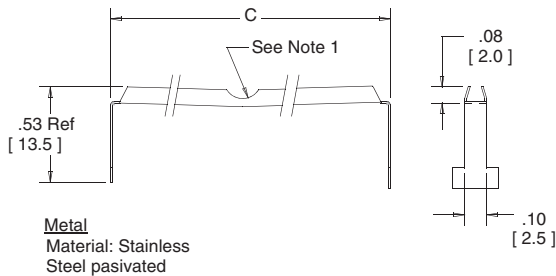 C
See Note 1
.08
[ 2.0 ]
.53 Ref
[ 13.5 ]
.10
[ 2.5 ]
Metal
Material: Stainless
Steel pasivated